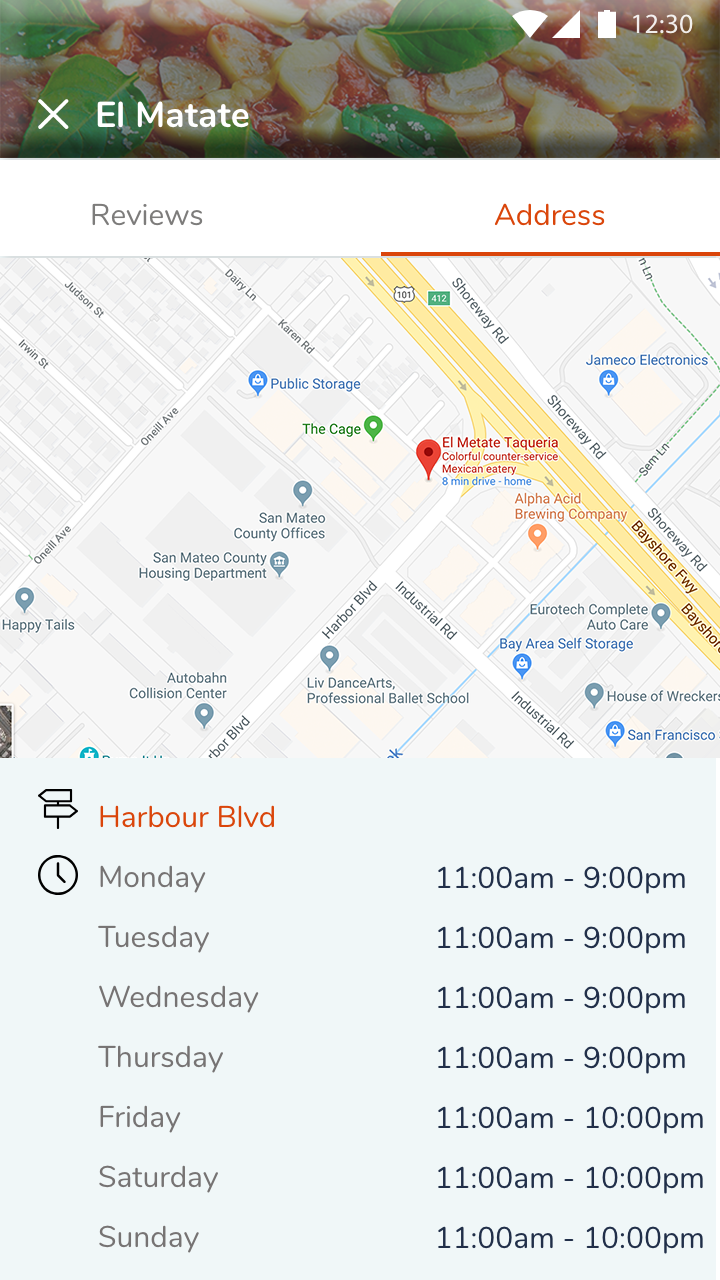 12:30
El Matate
Reviews
Address
Dairy Ln
Judson St
Karen Rd
Irwin St
Oneill Ave
Oneill Ave
101
412
Shoreway Rd
n Ln
Jameco Electronics
Public Storage
The Cage
Shoreway Rd
Sem Ln
El Metate Taqueria
Colorful counter-service
Mexican eatery
8 min drive - home
Alpha Acid
Brewing Company
San Mateo
County Offices
San Mateo County
Housing Department
Shoreway Rd
Bayshore Fwy
Bayshore
Happy Tails
Harbor Blvd
Industrial Rd
Eurotech Complete
Auto Care
Bay Area Self Storage
Autobahn
Collision Center
Liv DanceArts,
Professional Ballet School
House of Wreckers
Industrial Rd
San Francisco
rbor Blvd
Harbour Blvd
Monday 11:00am - 9:00pm
Tuesday 11:00am - 9:00pm
Wednesday 11:00am - 9:00pm
Thursday 11:00am - 9:00pm
Friday 11:00am - 10:00pm
Saturday 11:00am - 10:00pm
Sunday 11:00am - 10:00pm